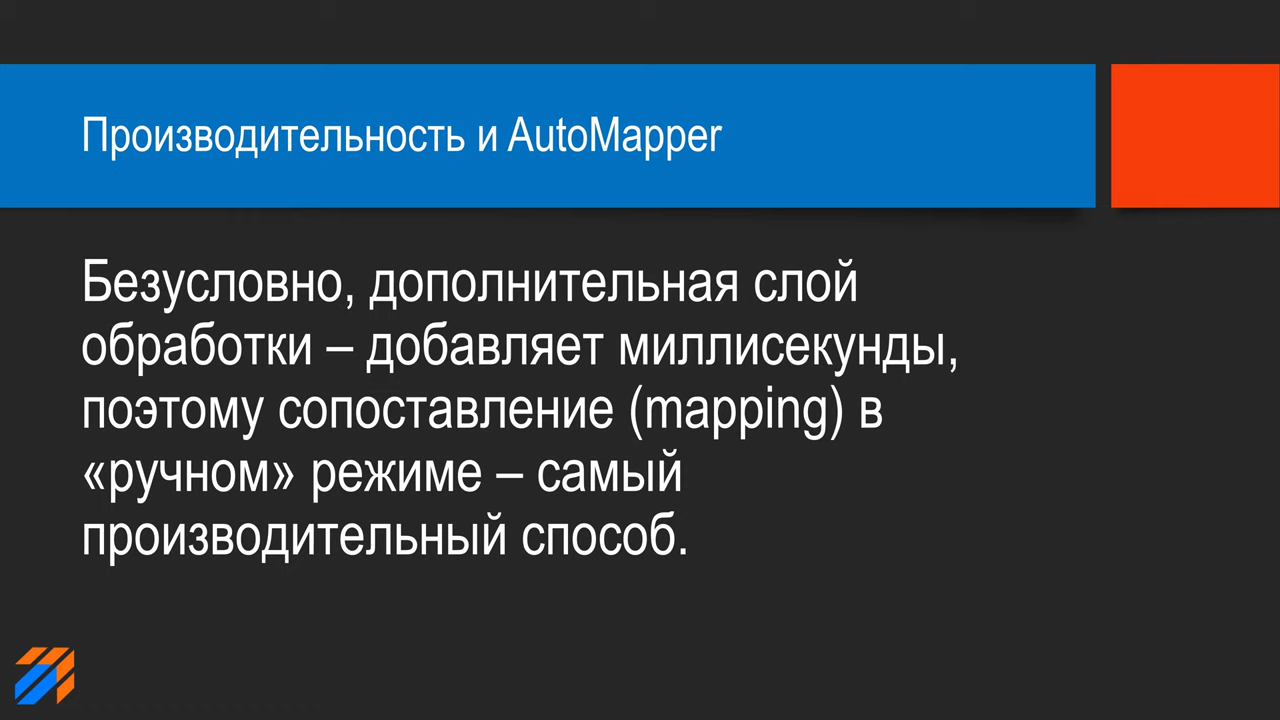 Производительность и AutoMapper
Безусловно, дополнительная слой
обработки – добавляет миллисекунды,
поэтому сопоставление (mapping) в
«ручном» режиме – самый
производительный способ.